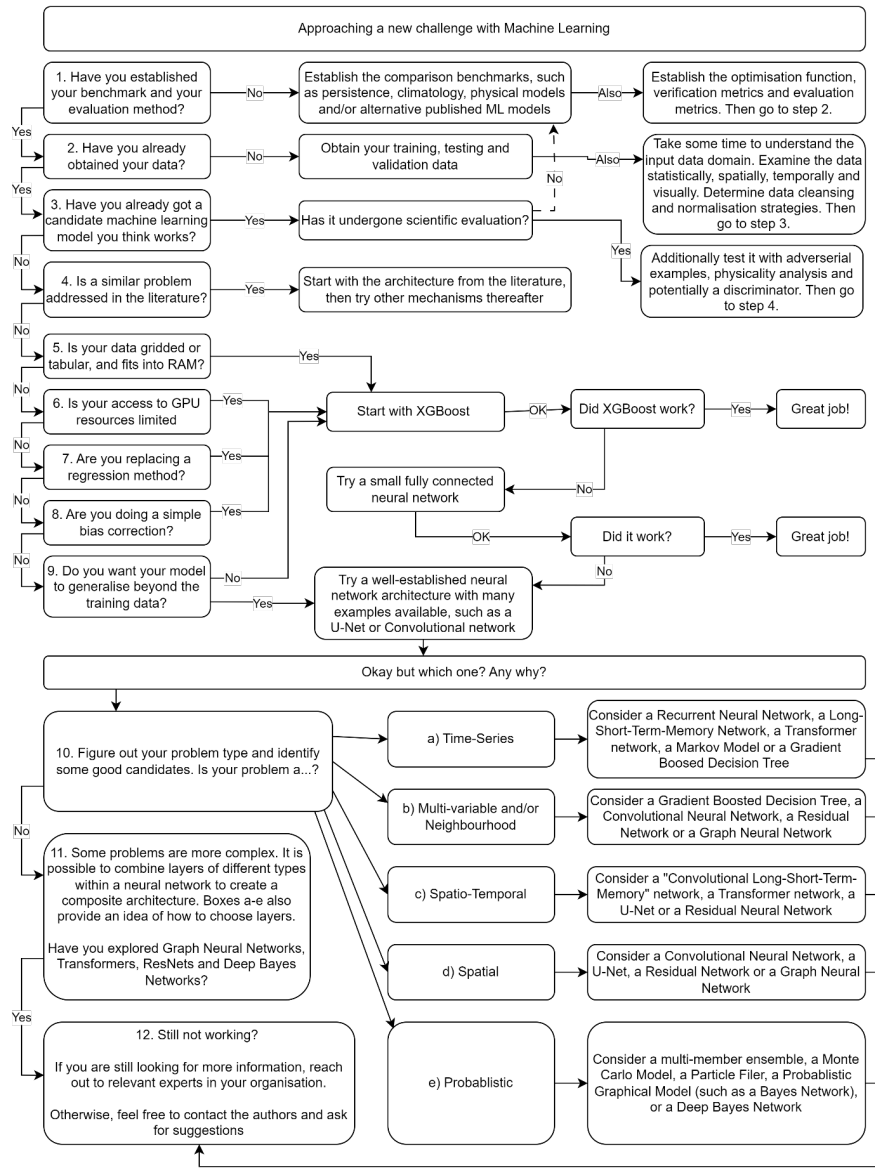 Approaching a new challenge with Machine Learning
1. Have you established
your benchmark and your
evaluation method?
No
Establish the comparison benchmarks, such
as persistence, climatology, physical models
and/or alternative published ML models
Also
Establish the optimisation function,
verification metrics and evaluation
metrics. Then go to step 2.
Yes
2. Have you already
obtained your data?
No
Obtain your training, testing and
validation data
Also
Take some time to understand the
input data domain. Examine the data
statistically, spatially, temporally and
visually. Determine data cleansing
and normalisation strategies. Then
go to step 3.
No
Yes
3. Have you already got a
candidate machine learning
model you think works?
Yes
Has it undergone scientific evaluation?
Yes
Additionally test it with adverserial
examples, physicality analysis and
potentially a discriminator. Then go
to step 4.
No
4. Is a similar problem
addressed in the literature?
Yes
Start with the architecture from the literature,
then try other mechanisms thereafter
No
5. Is your data gridded or
tabular, and fits into RAM?
Yes
No
6. Is your access to GPU
resources limited
Yes
Start with XGBoost
OK
Did XGBoost work?
Yes
Great job!
No
7. Are you replacing a
regression method?
Yes
Try a small fully connected
neural network
No
No
8. Are you doing a simple
bias correction?
Yes
OK
Did it work?
Yes
Great job!
No
9. Do you want your model
to generalise beyond the
training data?
No
Yes
Try a well-established neural
network architecture with many
examples available, such as a
U-Net or Convolutional network
No
Okay but which one? Any why?
10. Figure out your problem type and identify
some good candidates. Is your problem a...?
a) Time-Series
Consider a Recurrent Neural Network, a Long-
Short-Term-Memory Network, a Transformer
network, a Markov Model or a Gradient
Boosed Decision Tree
b) Multi-variable and/or
Neighbourhood
Consider a Gradient Boosted Decision Tree, a
Convolutional Neural Network, a Residual
Network or a Graph Neural Network
No
11. Some problems are more complex. It is
possible to combine layers of different types
within a neural network to create a
composite architecture. Boxes a-e also
provide an idea of how to choose layers.
Have you explored Graph Neural Networks,
Transformers, ResNets and Deep Bayes
Networks?
c) Spatio-Temporal
Consider a "Convolutional Long-Short-Term-
Memory" network, a Transformer network, a
U-Net or a Residual Neural Network
d) Spatial
Consider a Convolutional Neural Network, a
U-Net, a Residual Network or a Graph Neural
Network
Yes
12. Still not working?
If you are still looking for more information, reach
out to relevant experts in your organisation.
Otherwise, feel free to contact the authors and ask
for suggestions
e) Probablistic
Consider a multi-member ensemble, a Monte
Carlo Model, a Particle Filer, a Probablistic
Graphical Model (such as a Bayes Network),
or a Deep Bayes Network